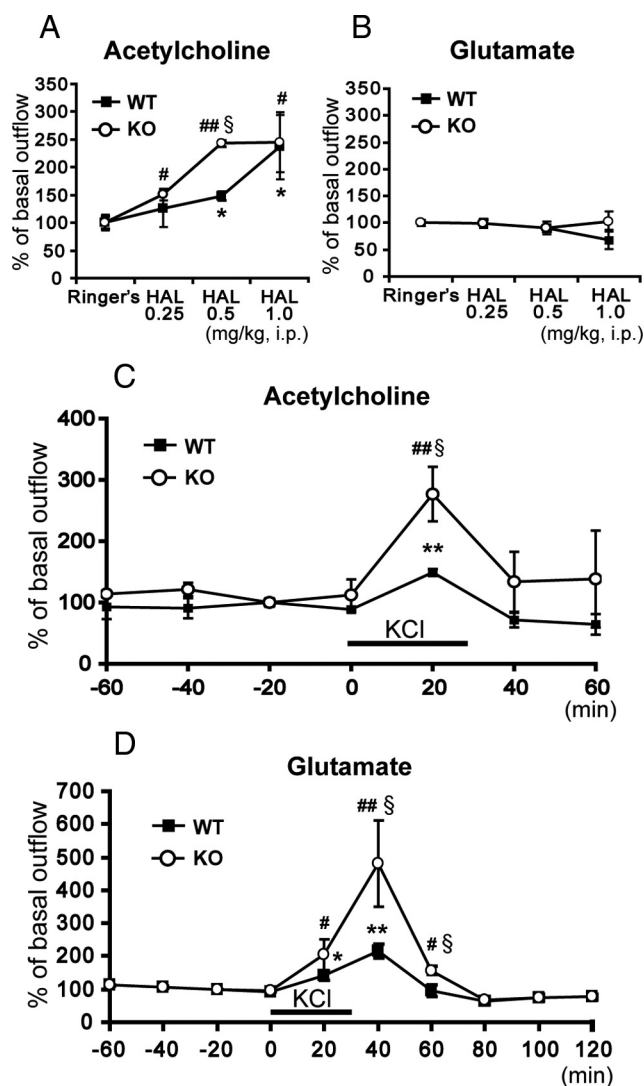 A
Acetylcholine
% of basal outflow
350
300
250
200
150
100
50
0
WT
KO
#
## §
#
*
*
Ringer's HAL HAL HAL
0.25 0.5 1.0
(mg/kg, i.p.)
B
Glutamate
% of basal outflow
350
300
250
200
150
100
50
0
WT
KO
Ringer's HAL HAL HAL
0.25 0.5 1.0
(mg/kg, i.p.)
C
Acetylcholine
% of basal outflow
400
300
200
100
0
WT
KO
## §
**
KCl
-60 -40 -20 0 20 40 60
(min)
D
Glutamate
% of basal outflow
700
600
500
400
300
200
100
0
WT
KO
## §
#
*
**
# §
KCl
-60 -40 -20 0 20 40 60 80 100 120
(min)